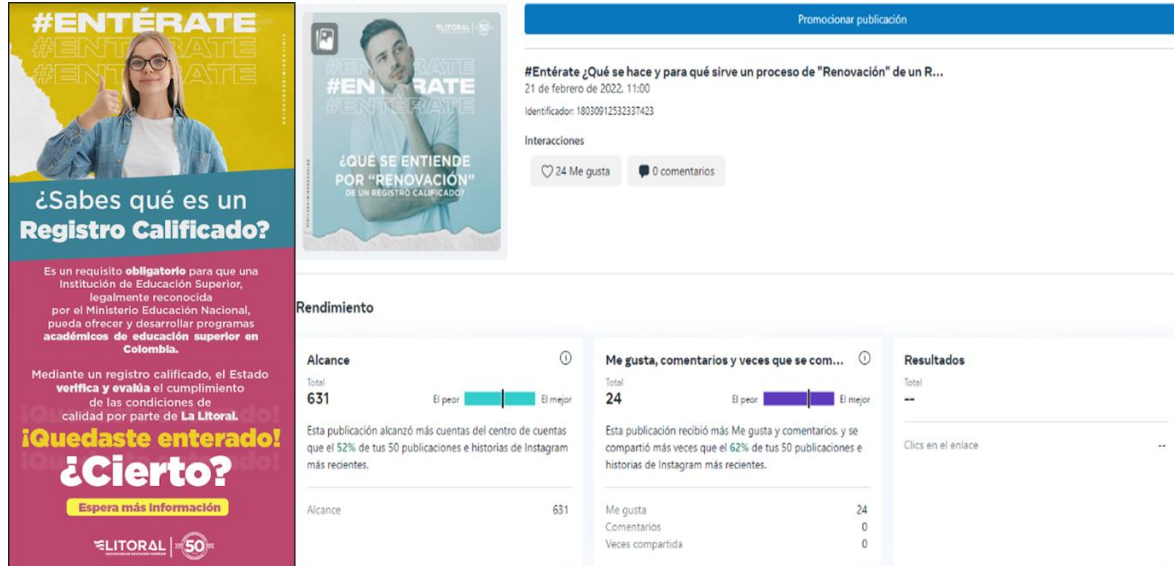 #ENTÉRATE
#ENTÉRATE
#ENTÉRATE
¿Sabes qué es un
Registro Calificado?
Es un requisito obligatorio para que una
Institución de Educación Superior,
legalmente reconocida
por el Ministerio Educación Nacional,
pueda ofrecer y desarrollar programas
académicos de educación superior en
Colombia.
Mediante un registro calificado, el Estado
verifica y evalúa el cumplimiento
de las condiciones de
calidad por parte de La Litoral.
¡Quedaste enterado!
¿Cierto?
Espera más información
LITORAL 50
LITORAL 50
#ENTÉRATE
#ENTÉRATE
#ENTÉRATE
¿QUÉ SE ENTIENDE
POR "RENOVACIÓN"
DE UN REGISTRO CALIFICADO?
Promocionar publicación
#Entérate ¿Qué se hace y para qué sirve un proceso de "Renovación" de un R...
21 de febrero de 2022, 11:00
Identificador: 18030912532337423
Interacciones
24 Me gusta
0 comentarios
Rendimiento
Alcance
Total
631
El peor El mejor
Esta publicación alcanzó más cuentas del centro de cuentas
que el 52% de tus 50 publicaciones e historias de Instagram
más recientes.
Alcance 631
Me gusta, comentarios y veces que se com...
Total
24
El peor El mejor
Esta publicación recibió más Me gusta y comentarios, y se
compartió más veces que el 62% de tus 50 publicaciones e
historias de Instagram más recientes.
Me gusta 24
Comentarios 0
Veces compartida 0
Resultados
Total
--
Clics en el enlace --